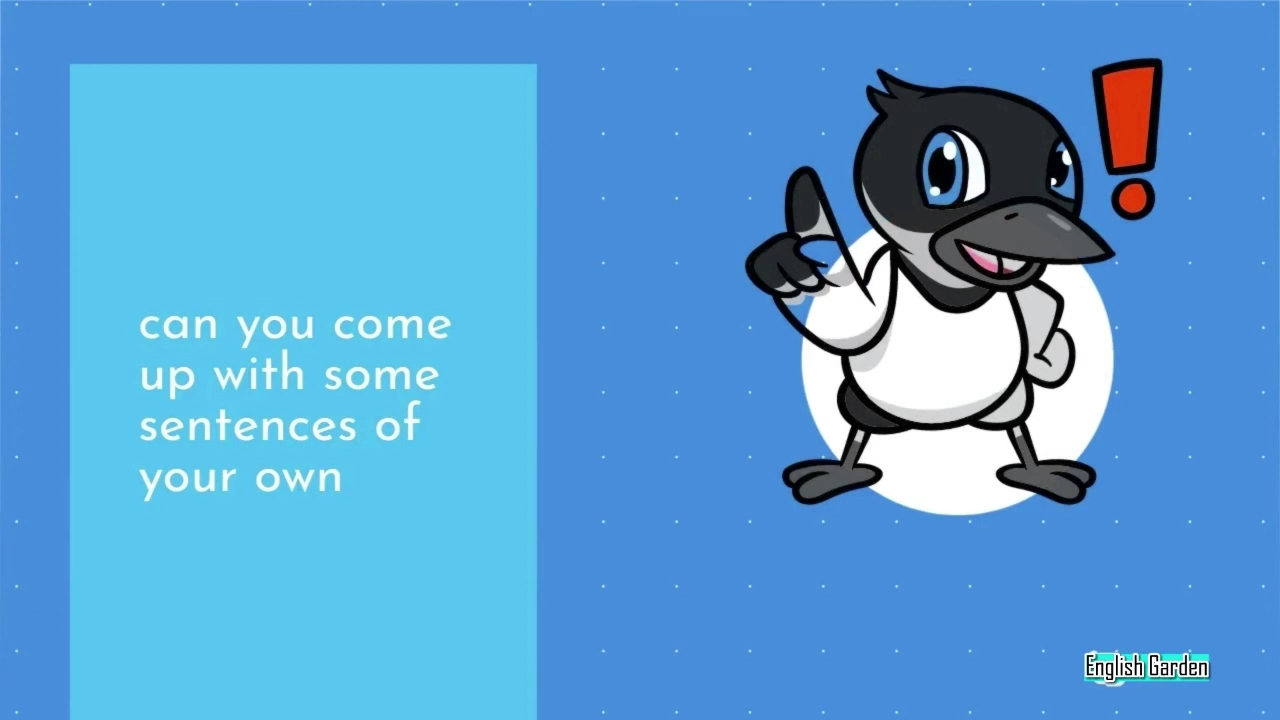 can you come
up with some
sentences of
your own
English Garden